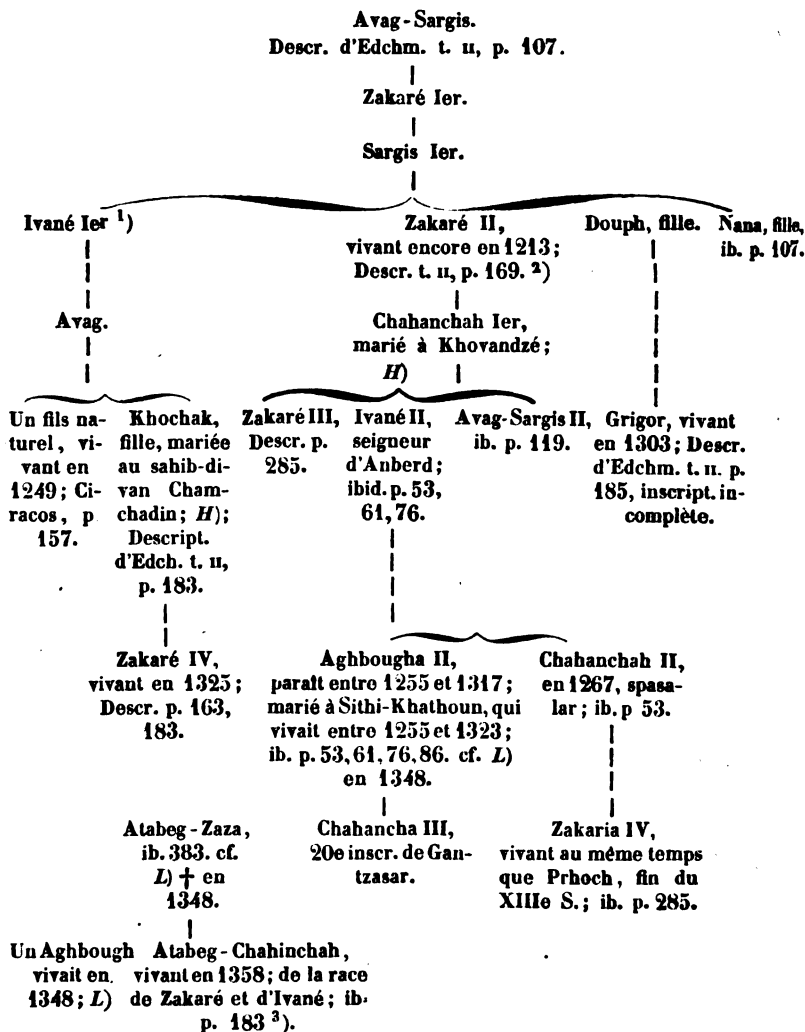 Avag-Sargis.
Descr. d'Edchm. t. II, p. 107.
Zakaré Ier.
Sargis Ier.
Ivané Ier ¹)
Zakaré II,
vivant encore en 1213;
Descr. t. II, p. 169. ²)
Douph, fille.
Nana, fille,
ib. p. 107.
Avag.
Chahanchah Ier,
marié à Khovandzé;
H)
Un fils na-
turel, vi-
vant en
1249; Ci-
racos, p
157.
Khochak,
fille, mariée
au sahib-di-
van Cham-
chadin; H);
Descript.
d'Edch. t. II,
p. 183.
Zakaré III,
Descr. p.
285.
Ivané II,
seigneur
d'Anberd;
ibid. p. 53,
61, 76.
Avag-Sargis II,
ib. p. 119.
Grigor, vivant
en 1303; Descr.
d'Edchm. t. II. p.
185, inscript. in-
complète.
Zakaré IV,
vivant en 1325;
Descr. p. 163,
183.
Aghbougha II,
paraît entre 1255 et 1317;
marié à Sithi-Khathoun, qui
vivait entre 1255 et 1323;
ib. p. 53, 61, 76, 86. cf. L)
en 1348.
Chahanchah II,
en 1267, spasa-
lar; ib. p 53.
Atabeg-Zaza,
ib. 383. cf.
L) † en
1348.
Chahancha III,
20e inscr. de Gan-
tzasar.
Zakaria IV,
vivant au même temps
que Prhoch, fin du
XIIIe S.; ib. p. 285.
Un Aghbough
vivait en.
1348; L)
Atabeg-Chahinchah,
vivant en 1358; de la race
de Zakaré et d'Ivané; ib.
p. 183 ³).